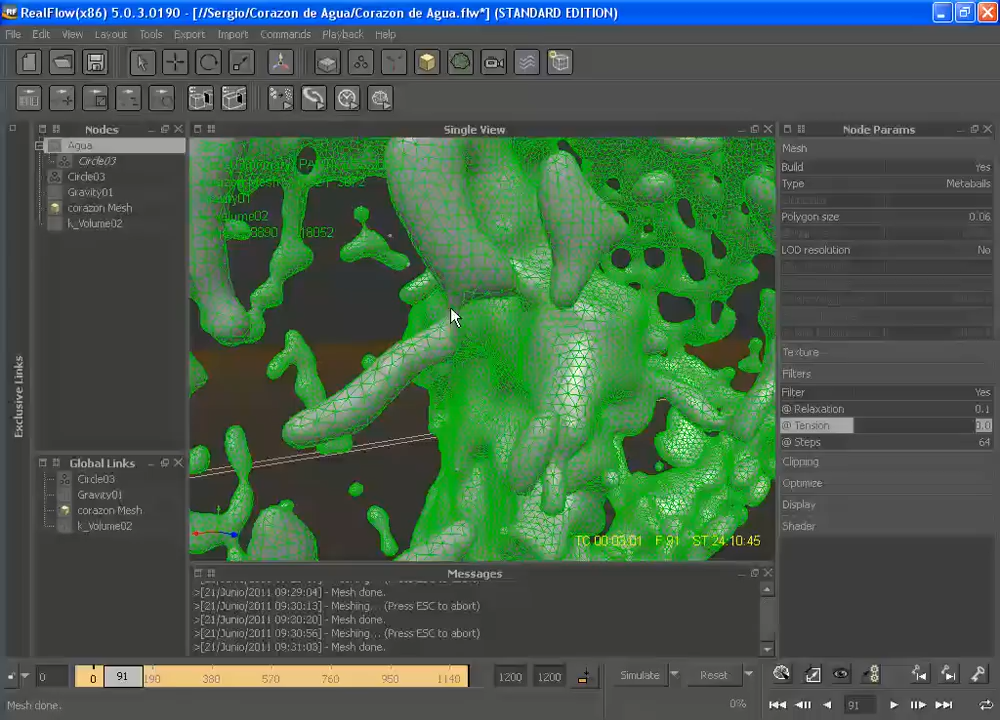 RealFlow(x86) 5.0.3.0190 - [//Sergio/Corazon de Agua/Corazon de Agua.flw*] (STANDARD EDITION)
File Edit View Layout Tools Export Import Commands Playback Help
Nodes
Agua
Circle03
Circle03
Gravity01
corazon Mesh
k_Volume02
Exclusive Links
Global Links
Circle03
Gravity01
corazon Mesh
k_Volume02
Single View
TC 00:03:01 F 91 ST 24:10:45
Messages
>[21/Junio/2011 09:29:04] - Mesh done.
>[21/Junio/2011 09:30:13] - Meshing... (Press ESC to abort)
>[21/Junio/2011 09:30:20] - Mesh done.
>[21/Junio/2011 09:30:56] - Meshing... (Press ESC to abort)
>[21/Junio/2011 09:31:03] - Mesh done.
Node Params
Mesh
Build Yes
Type Metaballs
Polygon size 0.06
LOD resolution No
Texture
Filters
Filter Yes
@ Relaxation 0.1
@ Tension 0.0
@ Steps 64
Clipping
Optimize
Display
Shader
0 0 91 190 380 570 760 950 1140 1200 1200 Simulate Reset
Mesh done. 0% 91